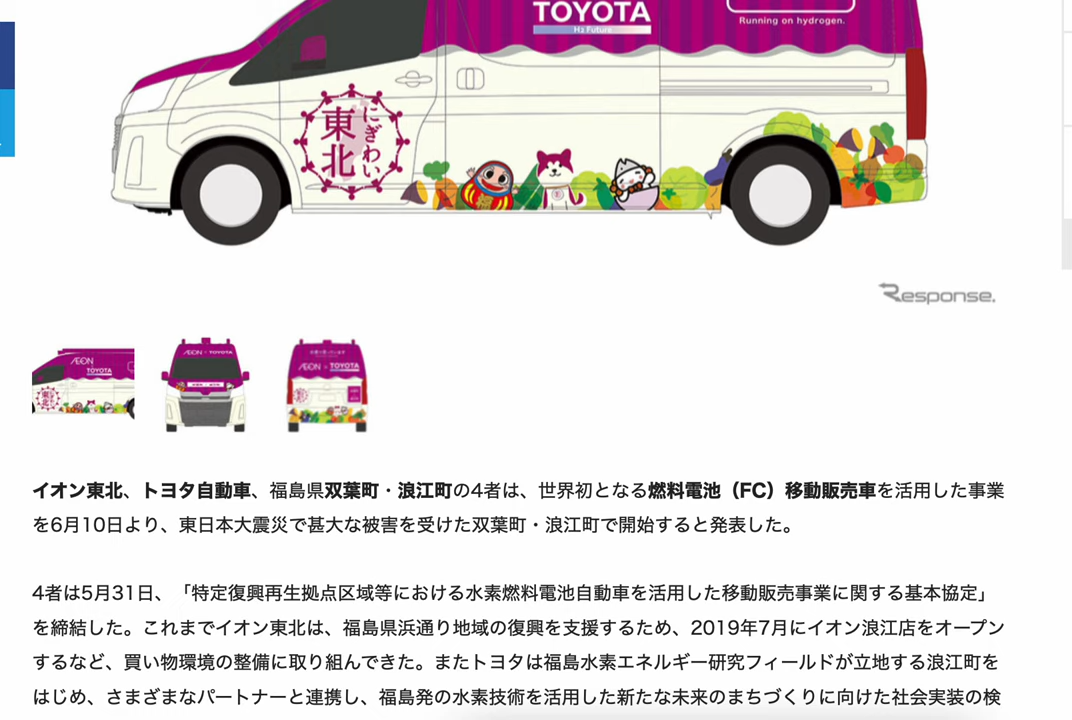 TOYOTA
H2 Future
Running on hydrogen.
にぎわい
東北
Response.
AEON
TOYOTA
東北
AEON × TOYOTA
AEON × TOYOTA
イオン東北、トヨタ自動車、福島県双葉町・浪江町の4者は、世界初となる燃料電池（FC）移動販売車を活用した事業
を6月10日より、東日本大震災で甚大な被害を受けた双葉町・浪江町で開始すると発表した。
4者は5月31日、「特定復興再生拠点区域等における水素燃料電池自動車を活用した移動販売事業に関する基本協定」
を締結した。これまでイオン東北は、福島県浜通り地域の復興を支援するため、2019年7月にイオン浪江店をオープン
するなど、買い物環境の整備に取り組んできた。またトヨタは福島水素エネルギー研究フィールドが立地する浪江町を
はじめ、さまざまなパートナーと連携し、福島発の水素技術を活用した新たな未来のまちづくりに向けた社会実装の検